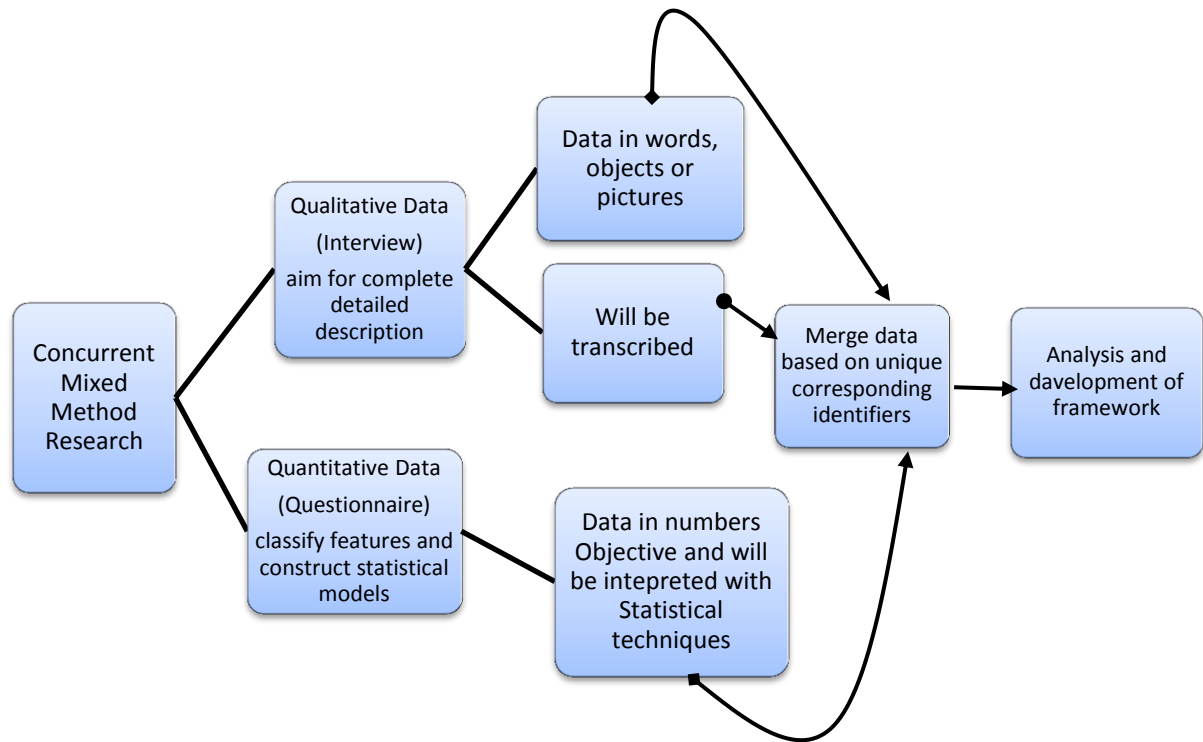 Concurrent
Mixed
Method
Research
Qualitative Data
(Interview)
aim for complete
detailed
description
Quantitative Data
(Questionnaire)
classify features and
construct statistical
models
Data in words,
objects or
pictures
Will be
transcribed
Data in numbers
Objective and will
be intepreted with
Statistical
techniques
Merge data
based on unique
corresponding
identifiers
Analysis and
davelopment of
framework